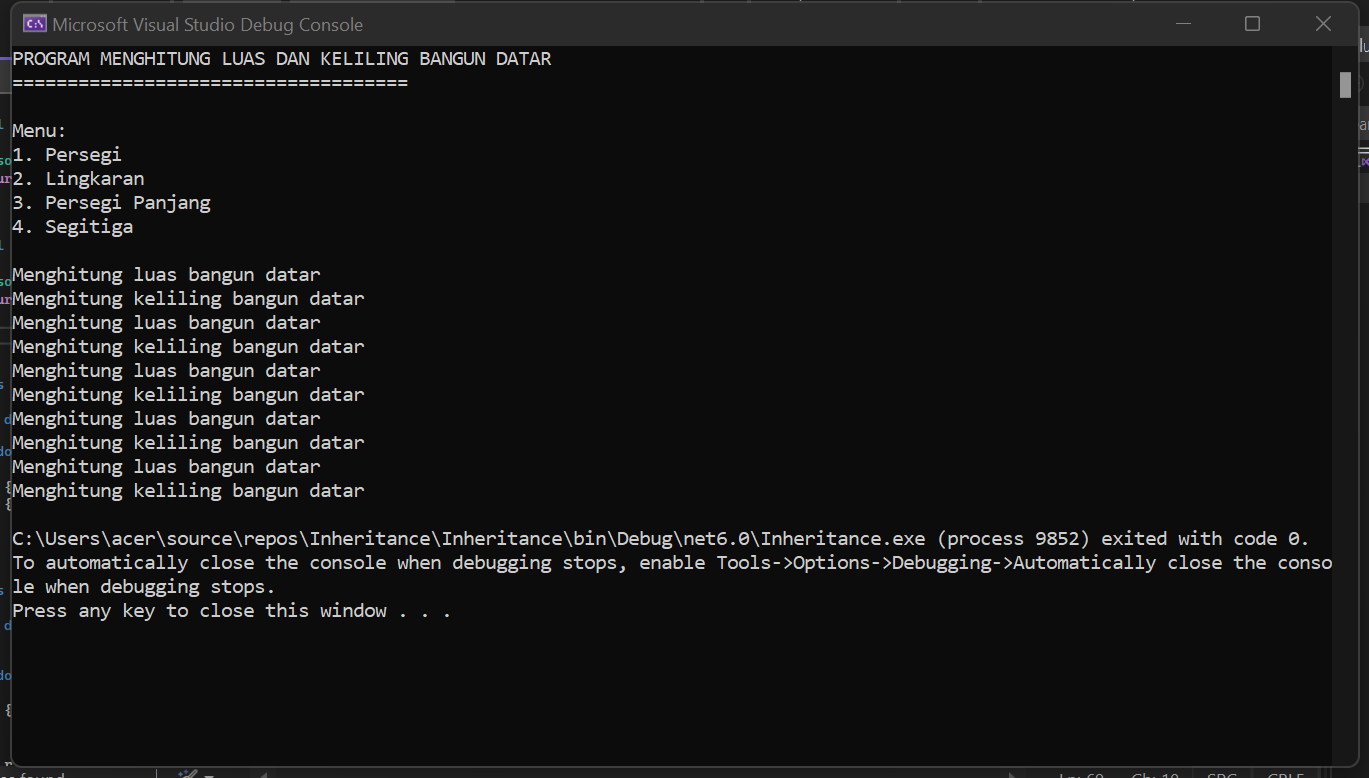 Microsoft Visual Studio Debug Console
PROGRAM MENGHITUNG LUAS DAN KELILING BANGUN DATAR
====================================
Menu:
1. Persegi
2. Lingkaran
3. Persegi Panjang
4. Segitiga
Menghitung luas bangun datar
Menghitung keliling bangun datar
Menghitung luas bangun datar
Menghitung keliling bangun datar
Menghitung luas bangun datar
Menghitung keliling bangun datar
Menghitung luas bangun datar
Menghitung keliling bangun datar
Menghitung luas bangun datar
Menghitung keliling bangun datar
C:\Users\acer\source\repos\Inheritance\Inheritance\bin\Debug\net6.0\Inheritance.exe (process 9852) exited with code 0.
To automatically close the console when debugging stops, enable Tools->Options->Debugging->Automatically close the conso
le when debugging stops.
Press any key to close this window . . .